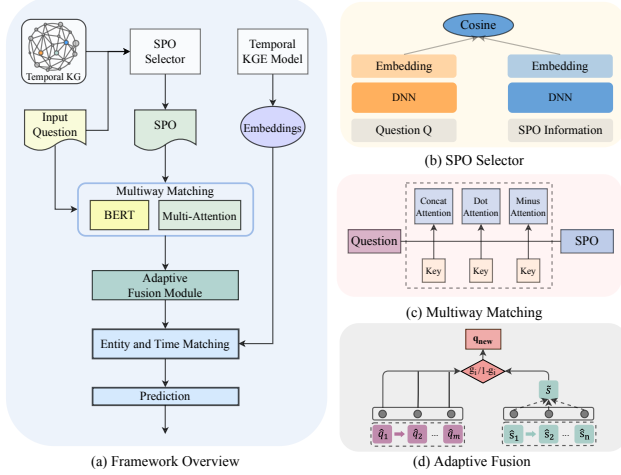 Temporal KG
SPO
Selector
Temporal
KGE Model
Input
Question
SPO
Embeddings
Multiway Matching
BERT
Multi-Attention
Adaptive
Fusion Module
Entity and Time Matching
Prediction
(a) Framework Overview
Cosine
Embedding
Embedding
DNN
DNN
Question Q
SPO Information
(b) SPO Selector
Concat
Attention
Dot
Attention
Minus
Attention
Question
SPO
Key
Key
Key
(c) Multiway Matching
q_new
g_i/1-g_i
s̃
q̂_1 q̂_2 ... q̂_m
ŝ_1 ŝ_2 ... ŝ_n
(d) Adaptive Fusion